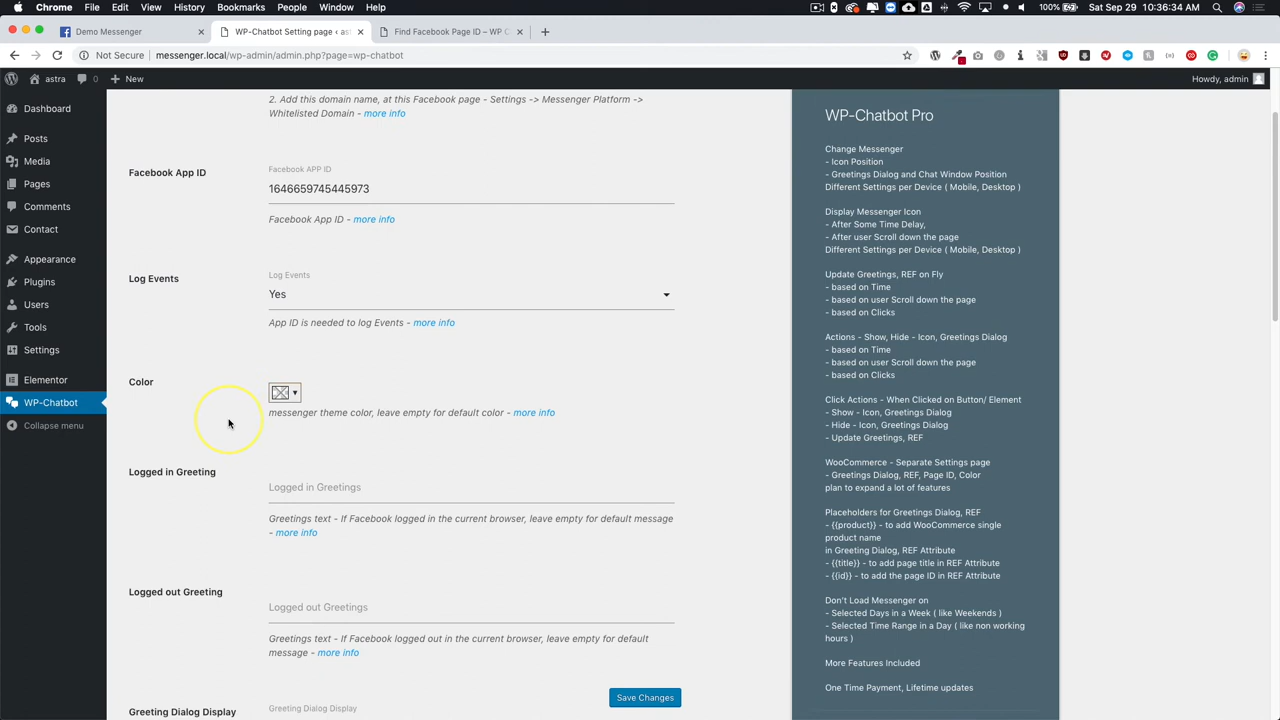 Chrome File Edit View History Bookmarks People Window Help
100% Sat Sep 29 10:36:34 AM
Demo Messenger
WP-Chatbot Setting page ‹ ast
Find Facebook Page ID – WP C
Not Secure messenger.local/wp-admin/admin.php?page=wp-chatbot
astra 0 + New
Howdy, admin
Dashboard
Posts
Media
Pages
Comments
Contact
Appearance
Plugins
Users
Tools
Settings
Elementor
WP-Chatbot
Collapse menu
2. Add this domain name, at this Facebook page - Settings -> Messenger Platform ->
Whitelisted Domain - more info
Facebook App ID
Facebook APP ID
1646659745445973
Facebook App ID - more info
Log Events
Log Events
Yes
App ID is needed to log Events - more info
Color
messenger theme color, leave empty for default color - more info
Logged in Greeting
Logged in Greetings
Greetings text - If Facebook logged in the current browser, leave empty for default message
- more info
Logged out Greeting
Logged out Greetings
Greetings text - If Facebook logged out in the current browser, leave empty for default
message - more info
Save Changes
Greeting Dialog Display
Greeting Dialog Display
WP-Chatbot Pro
Change Messenger
- Icon Position
- Greetings Dialog and Chat Window Position
Different Settings per Device ( Mobile, Desktop )
Display Messenger Icon
- After Some Time Delay,
- After user Scroll down the page
Different Settings per Device ( Mobile, Desktop )
Update Greetings, REF on Fly
- based on Time
- based on user Scroll down the page
- based on Clicks
Actions - Show, Hide - Icon, Greetings Dialog
- based on Time
- based on user Scroll down the page
- based on Clicks
Click Actions - When Clicked on Button/ Element
- Show - Icon, Greetings Dialog
- Hide - Icon, Greetings Dialog
- Update Greetings, REF
WooCommerce - Separate Settings page
- Greetings Dialog, REF, Page ID, Color
plan to expand a lot of features
Placeholders for Greetings Dialog, REF
- {{product}} - to add WooCommerce single
product name
in Greeting Dialog, REF Attribute
- {{title}} - to add page title in REF Attribute
- {{id}} - to add the page ID in REF Attribute
Don't Load Messenger on
- Selected Days in a Week ( like Weekends )
- Selected Time Range in a Day ( like non working
hours )
More Features Included
One Time Payment, Lifetime updates